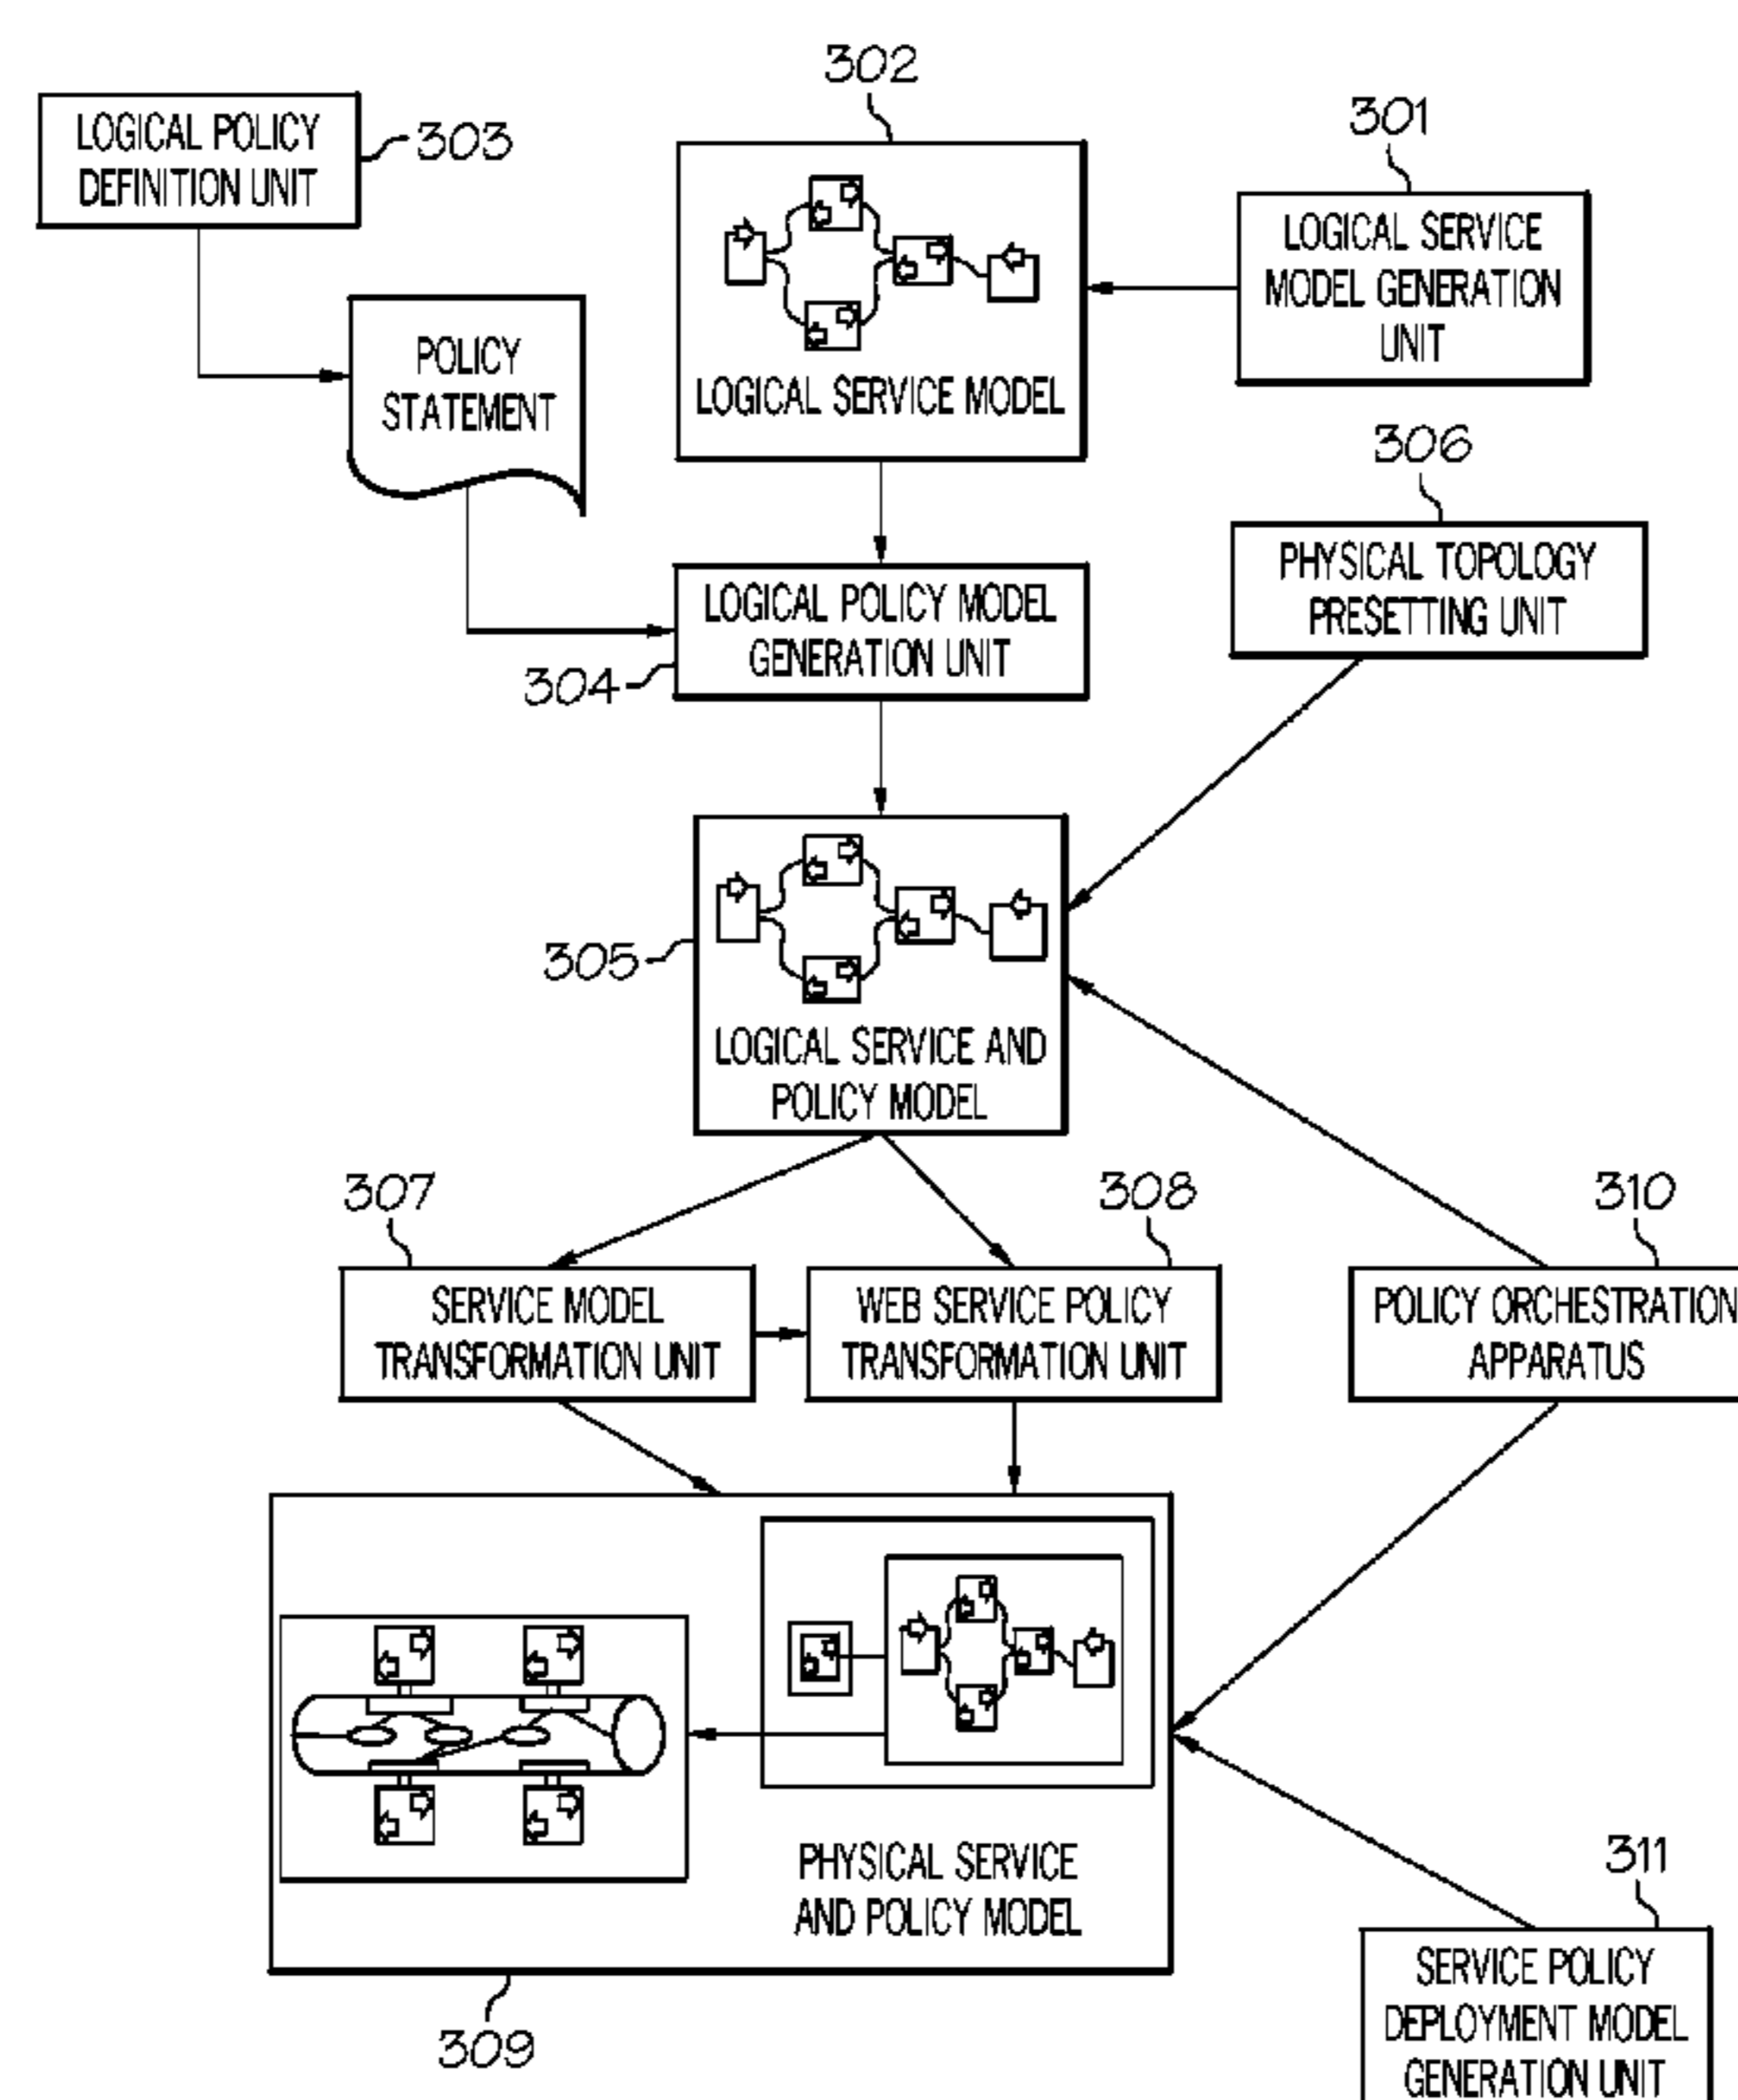 302
301
303
LOGICAL POLICY
DEFINITION UNIT
LOGICAL SERVICE
MODEL GENERATION
UNIT
POLICY
STATEMENT
LOGICAL SERVICE MODEL
306
PHYSICAL TOPOLOGY
PRESETTING UNIT
LOGICAL POLICY MODEL
GENERATION UNIT
304
305
LOGICAL SERVICE AND
POLICY MODEL
307
308
310
SERVICE MODEL
TRANSFORMATION UNIT
WEB SERVICE POLICY
TRANSFORMATION UNIT
POLICY ORCHESTRATION
APPARATUS
PHYSICAL SERVICE
AND POLICY MODEL
309
311
SERVICE POLICY
DEPLOYMENT MODEL
GENERATION UNIT